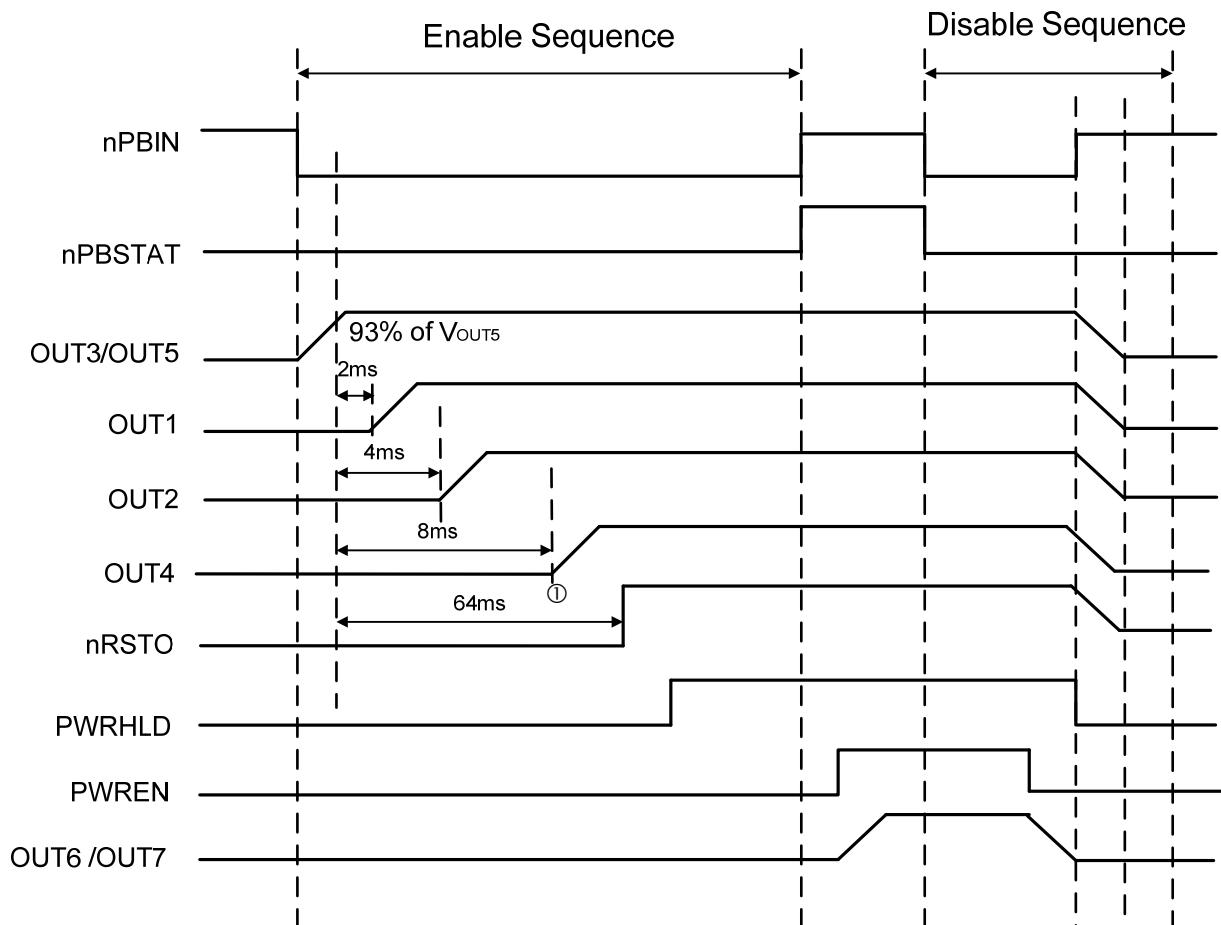 Enable Sequence
Disable Sequence
nPBIN
nPBSTAT
93% of VOUT5
OUT3/OUT5
2ms
OUT1
4ms
OUT2
8ms
OUT4
①
64ms
nRSTO
PWRHLD
PWREN
OUT6 /OUT7